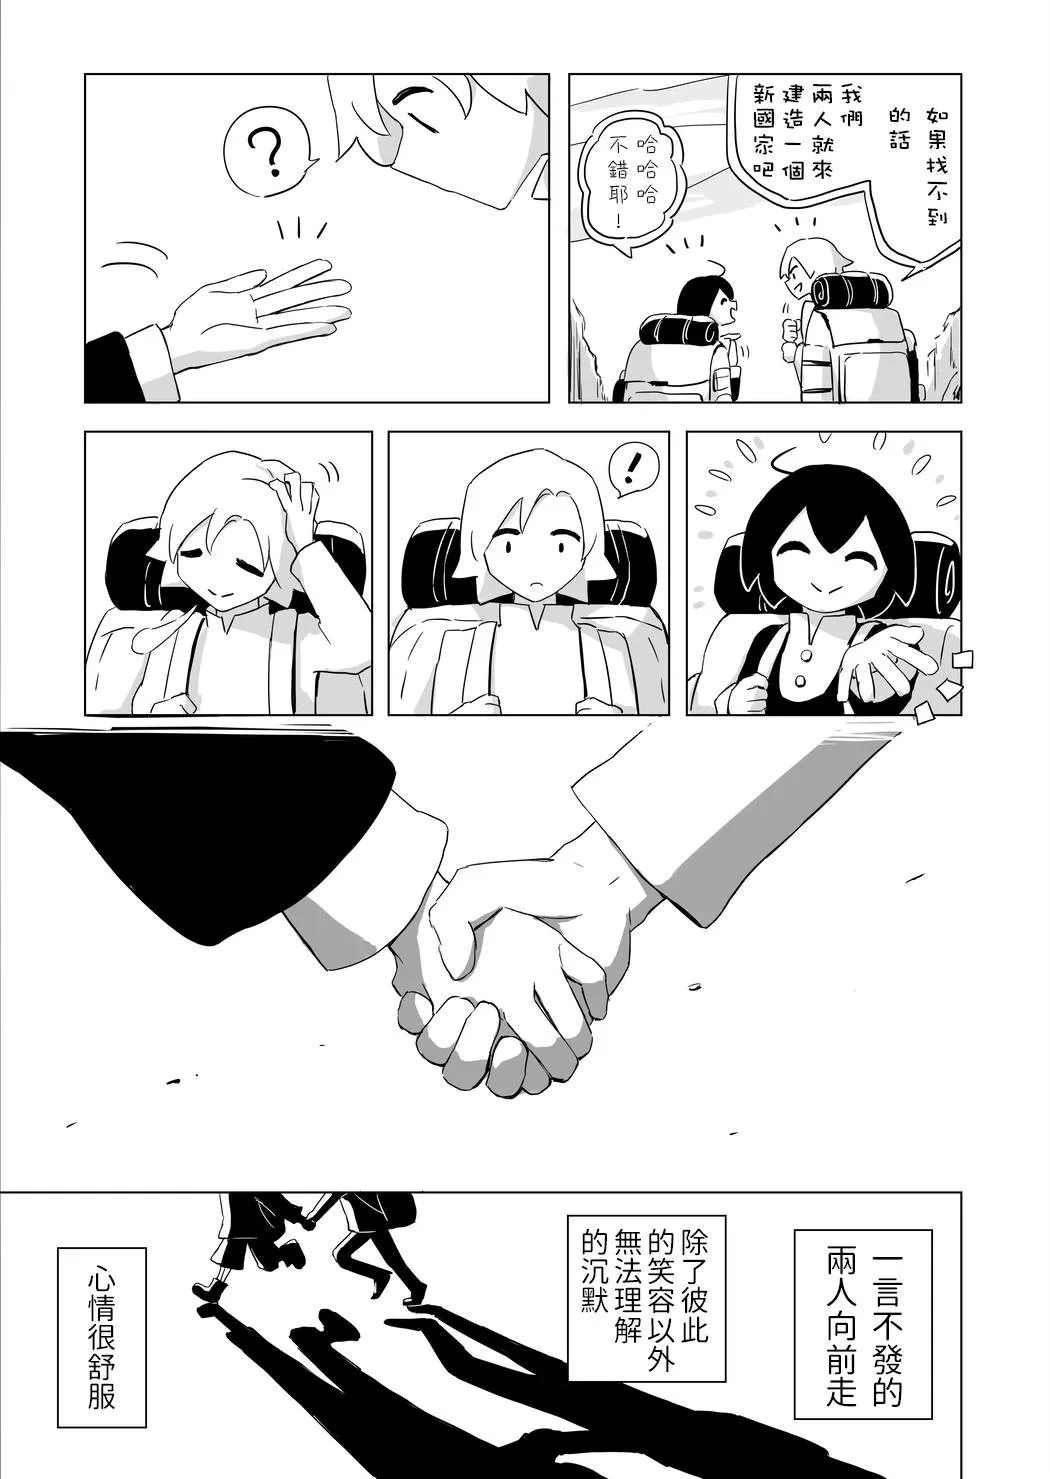 如果找不到
的話
我們
兩人就來
建造一個
新國家吧
哈哈哈
不錯耶！
？
！
一言不發的
兩人向前走
除了彼此
的笑容以外
無法理解
的沉默
心情很舒服